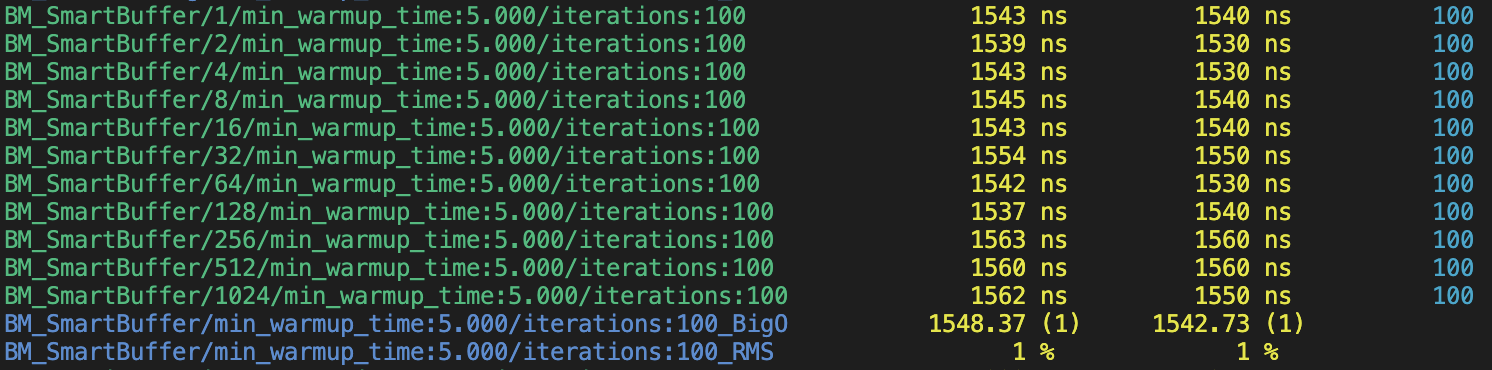 BM_SmartBuffer/1/min_warmup_time:5.000/iterations:100 1543 ns 1540 ns 100
BM_SmartBuffer/2/min_warmup_time:5.000/iterations:100 1539 ns 1530 ns 100
BM_SmartBuffer/4/min_warmup_time:5.000/iterations:100 1543 ns 1530 ns 100
BM_SmartBuffer/8/min_warmup_time:5.000/iterations:100 1545 ns 1540 ns 100
BM_SmartBuffer/16/min_warmup_time:5.000/iterations:100 1543 ns 1540 ns 100
BM_SmartBuffer/32/min_warmup_time:5.000/iterations:100 1554 ns 1550 ns 100
BM_SmartBuffer/64/min_warmup_time:5.000/iterations:100 1542 ns 1530 ns 100
BM_SmartBuffer/128/min_warmup_time:5.000/iterations:100 1537 ns 1540 ns 100
BM_SmartBuffer/256/min_warmup_time:5.000/iterations:100 1563 ns 1560 ns 100
BM_SmartBuffer/512/min_warmup_time:5.000/iterations:100 1560 ns 1560 ns 100
BM_SmartBuffer/1024/min_warmup_time:5.000/iterations:100 1562 ns 1550 ns 100
BM_SmartBuffer/min_warmup_time:5.000/iterations:100_BigO 1548.37 (1) 1542.73 (1)
BM_SmartBuffer/min_warmup_time:5.000/iterations:100_RMS 1 % 1 %